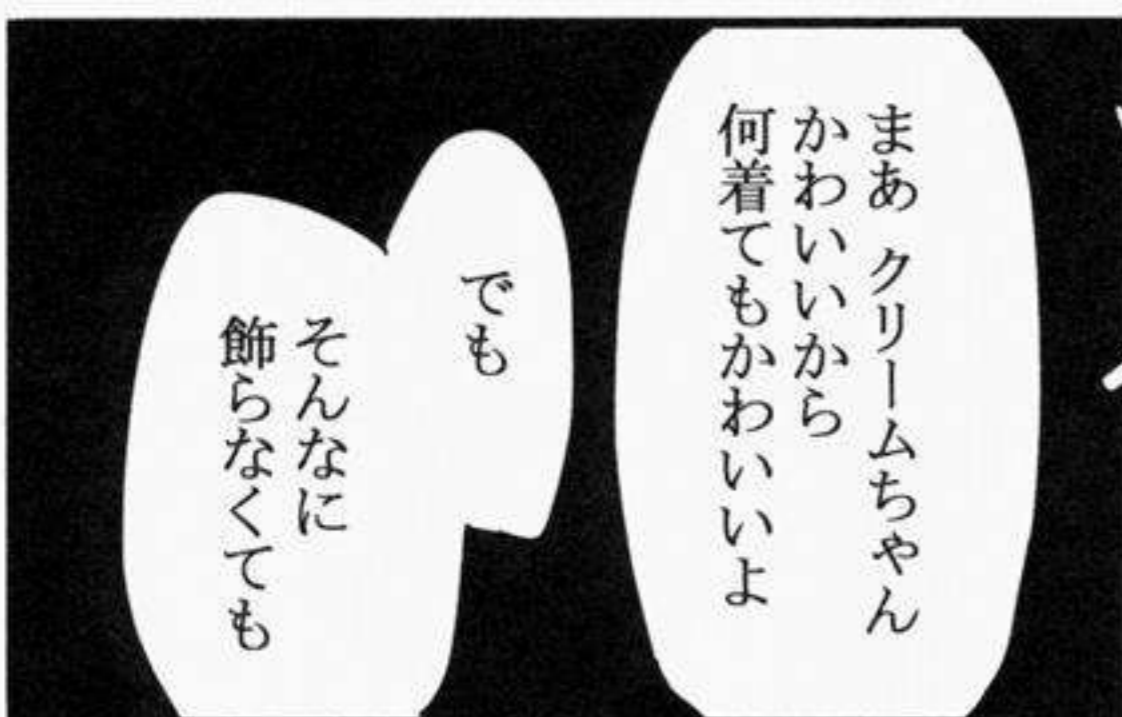 まあ クリームちゃん
かわいいから
何着てもかわいいよ
でも
そんなに
飾らなくても